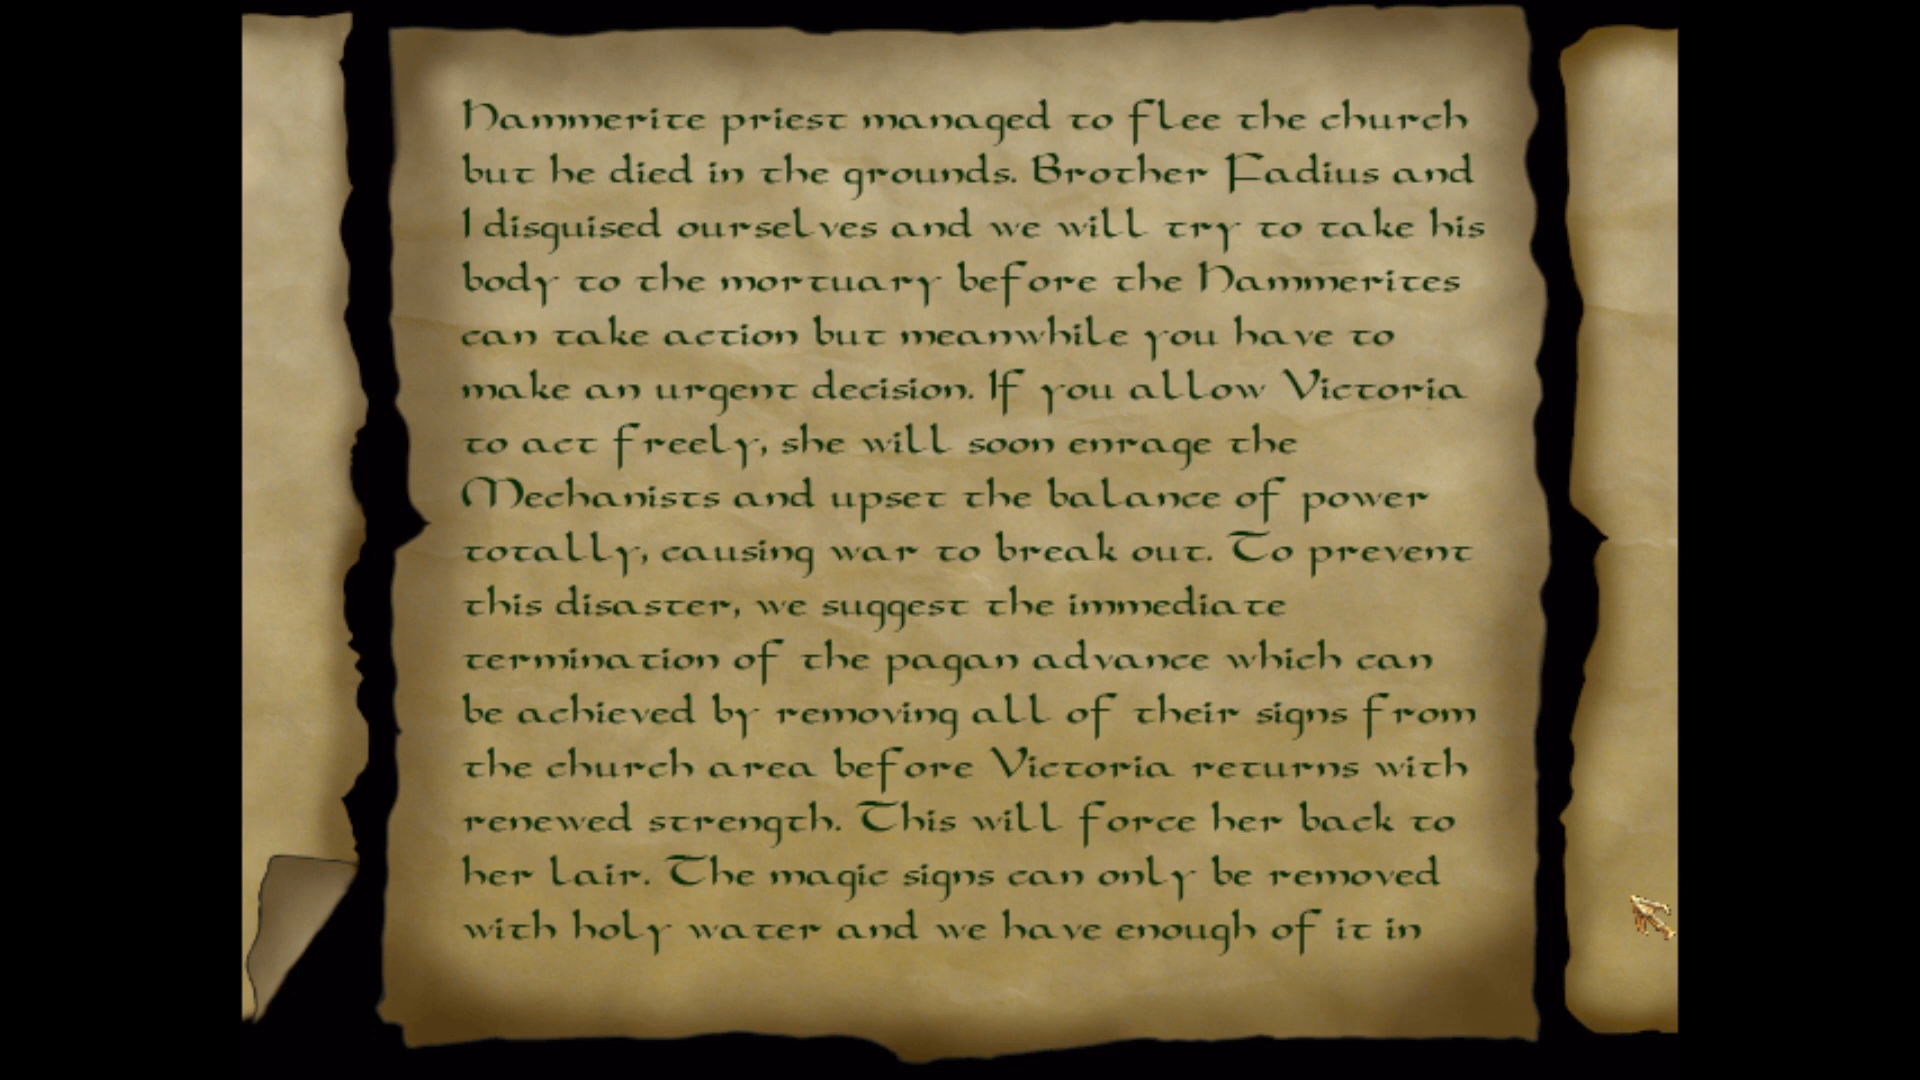 Hammerite priest managed to flee the church
but he died in the grounds. Brother Fadius and
I disguised ourselves and we will try to take his
body to the mortuary before the Hammerites
can take action but meanwhile you have to
make an urgent decision. If you allow Victoria
to act freely, she will soon enrage the
Mechanists and upset the balance of power
totally, causing war to break out. To prevent
this disaster, we suggest the immediate
termination of the pagan advance which can
be achieved by removing all of their signs from
the church area before Victoria returns with
renewed strength. This will force her back to
her lair. The magic signs can only be removed
with holy water and we have enough of it in